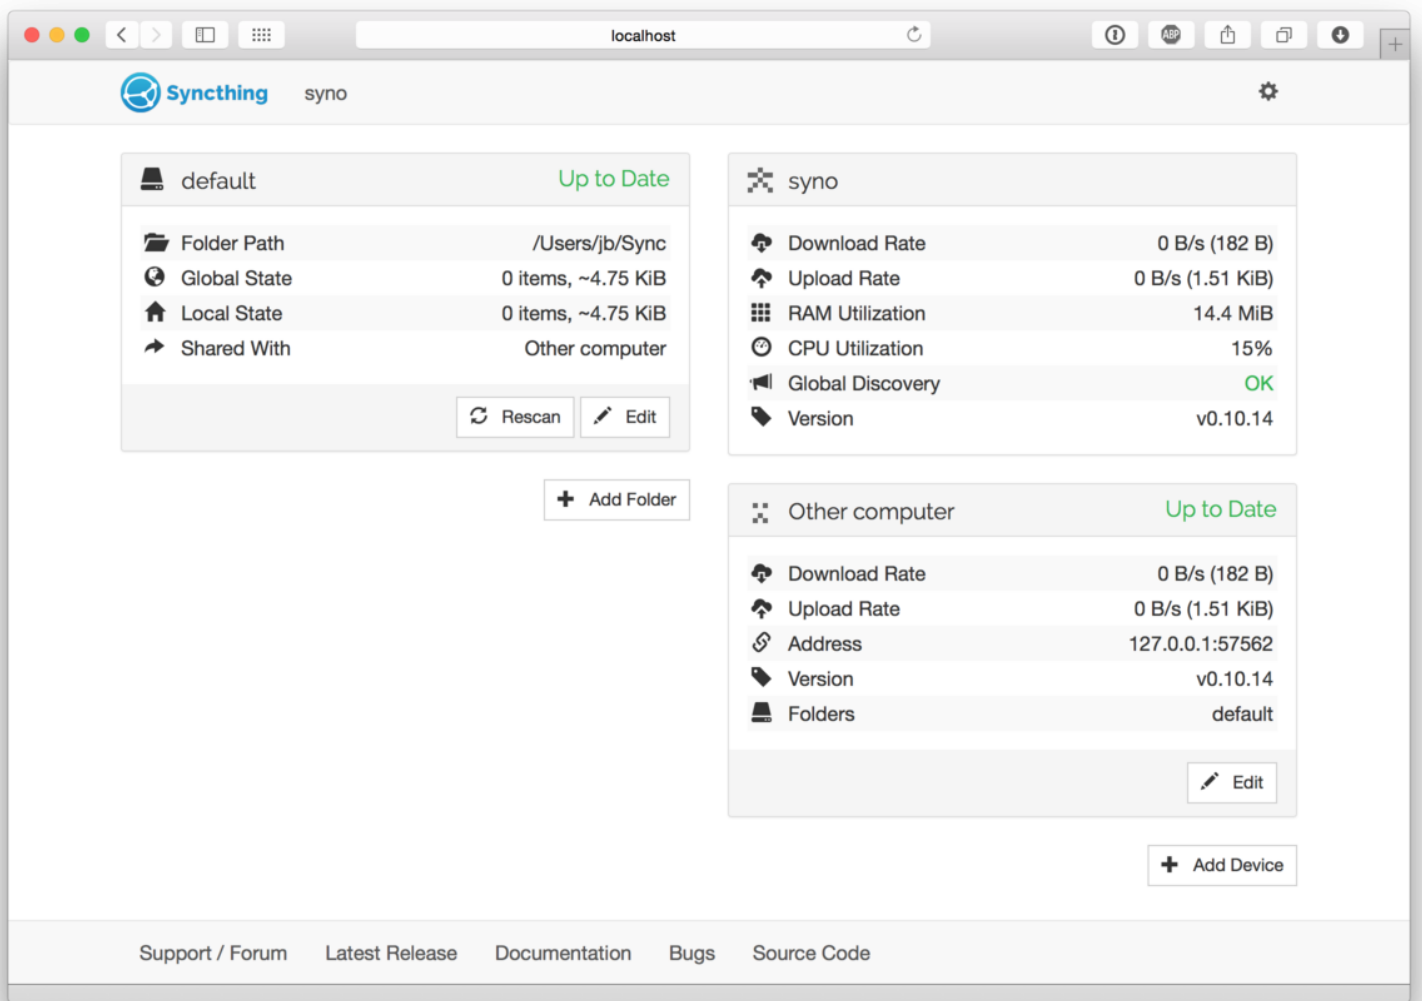 localhost
ABP
Syncthing syno
default Up to Date
Folder Path /Users/jb/Sync
Global State 0 items, ~4.75 KiB
Local State 0 items, ~4.75 KiB
Shared With Other computer
Rescan Edit
Add Folder
syno
Download Rate 0 B/s (182 B)
Upload Rate 0 B/s (1.51 KiB)
RAM Utilization 14.4 MiB
CPU Utilization 15%
Global Discovery OK
Version v0.10.14
Other computer Up to Date
Download Rate 0 B/s (182 B)
Upload Rate 0 B/s (1.51 KiB)
Address 127.0.0.1:57562
Version v0.10.14
Folders default
Edit
Add Device
Support / Forum Latest Release Documentation Bugs Source Code